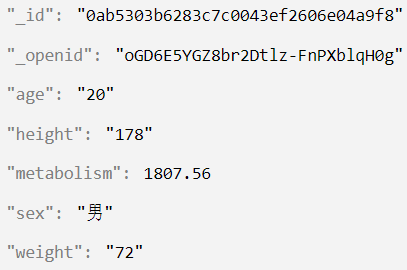 "_id": "0ab5303b6283c7c0043ef2606e04a9f8"
"_openid": "oGD6E5YGZ8br2Dtlz-FnPXblqH0g"
"age": "20"
"height": "178"
"metabolism": 1807.56
"sex": "男"
"weight": "72"